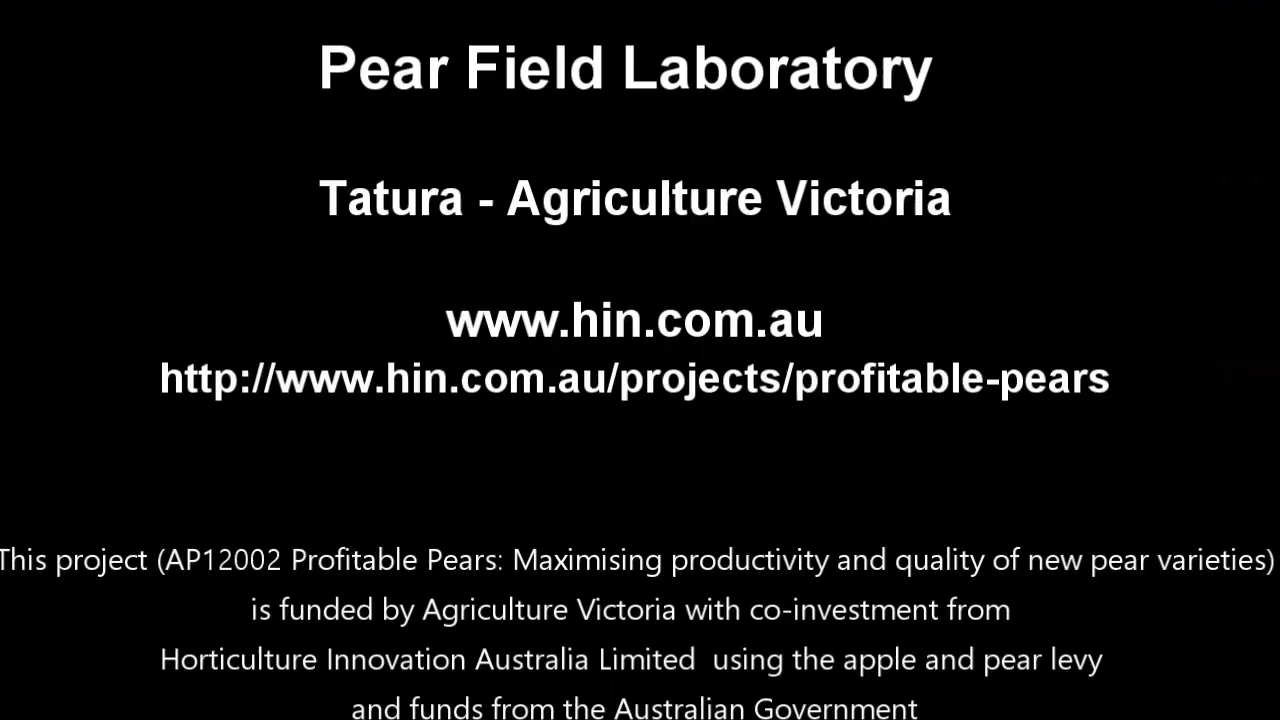 Pear Field Laboratory
Tatura - Agriculture Victoria
www.hin.com.au
http://www.hin.com.au/projects/profitable-pears
This project (AP12002 Profitable Pears: Maximising productivity and quality of new pear varieties)
is funded by Agriculture Victoria with co-investment from
Horticulture Innovation Australia Limited  using the apple and pear levy
and funds from the Australian Government